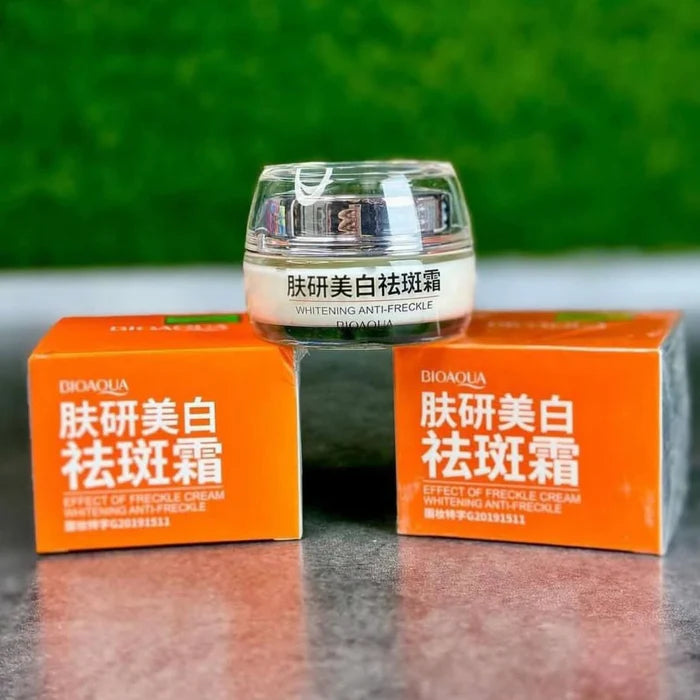 肤研美白祛斑霜
WHITENING ANTI-FRECKLE
BIOAQUA
BIOAQUA
BIOAQUA
肤研美白
祛斑霜
EFFECT OF FRECKLE CREAM
WHITENING ANTI-FRECKLE
国妆特字G20191511
BIOAQUA
肤研美白
祛斑霜
EFFECT OF FRECKLE CREAM
WHITENING ANTI-FRECKLE
国妆特字G20191511